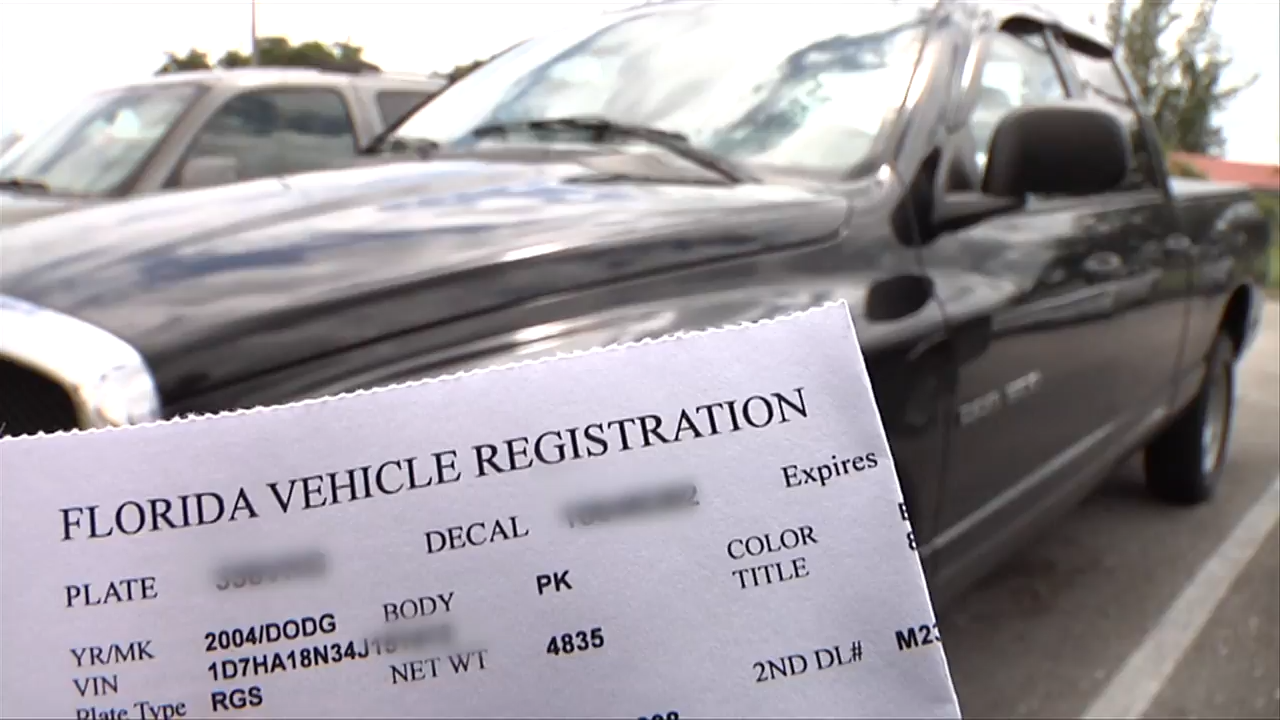 FLORIDA VEHICLE REGISTRATION
PLATE DECAL Expires
YR/MK 2004/DODG BODY PK COLOR
VIN 1D7HA18N34J1 NET WT 4835 TITLE
Plate Type RGS 2ND DL# M23